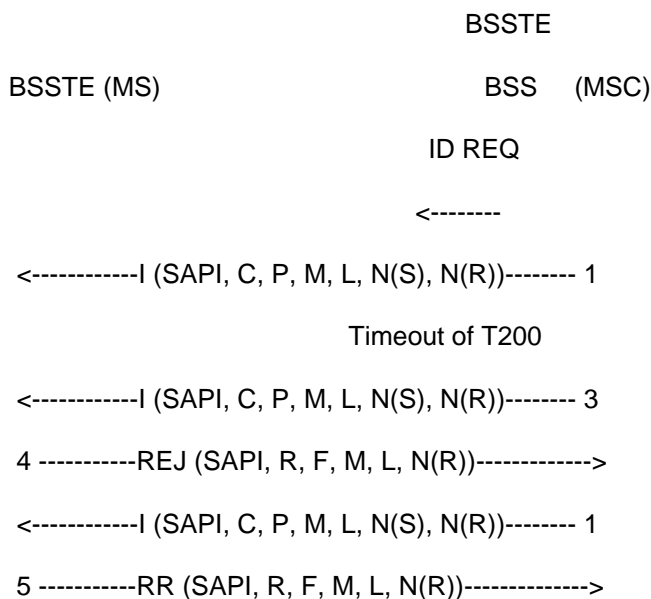 BSSTE
BSSTE (MS) BSS (MSC)
ID REQ
<--------
<------------I (SAPI, C, P, M, L, N(S), N(R))-------- 1
Timeout of T200
<------------I (SAPI, C, P, M, L, N(S), N(R))-------- 3
4 -----------REJ (SAPI, R, F, M, L, N(R))------------->
<------------I (SAPI, C, P, M, L, N(S), N(R))-------- 1
5 -----------RR (SAPI, R, F, M, L, N(R))-------------->